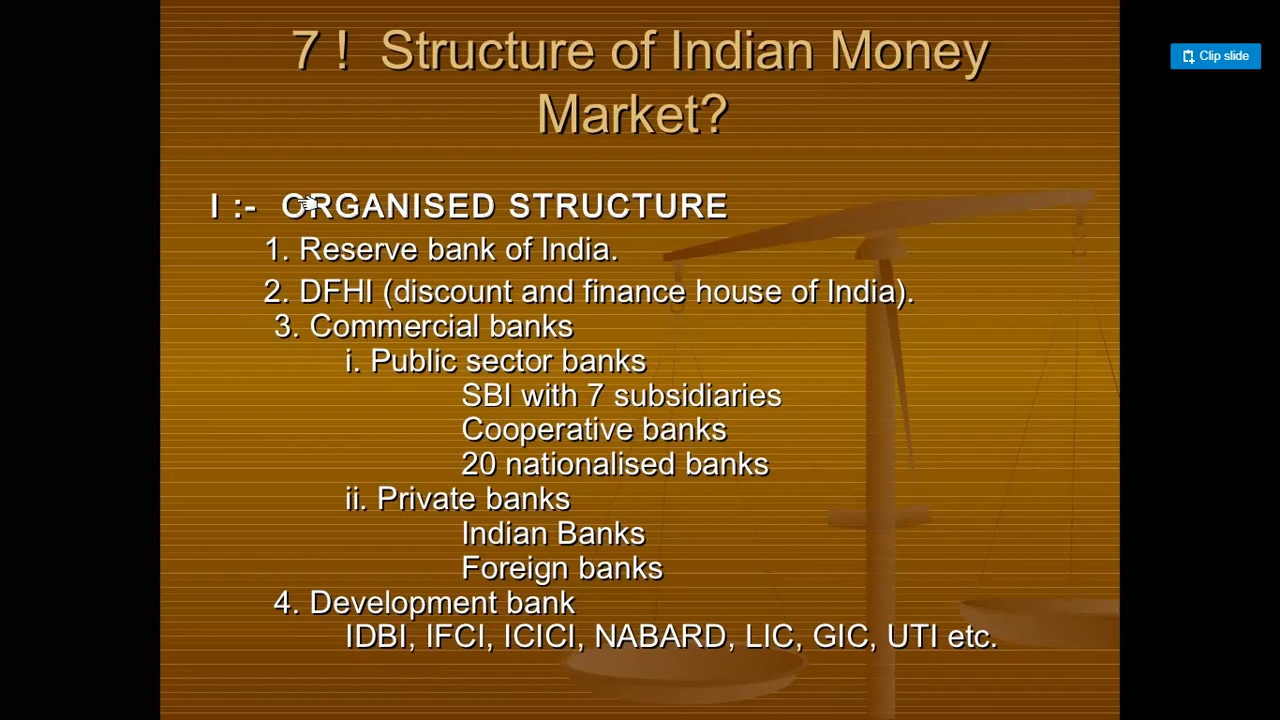 7 ! Structure of Indian Money
Market?
Clip slide
I :- ORGANISED STRUCTURE
1. Reserve bank of India.
2. DFHI (discount and finance house of India).
3. Commercial banks
i. Public sector banks
SBI with 7 subsidiaries
Cooperative banks
20 nationalised banks
ii. Private banks
Indian Banks
Foreign banks
4. Development bank
IDBI, IFCI, ICICI, NABARD, LIC, GIC, UTI etc.